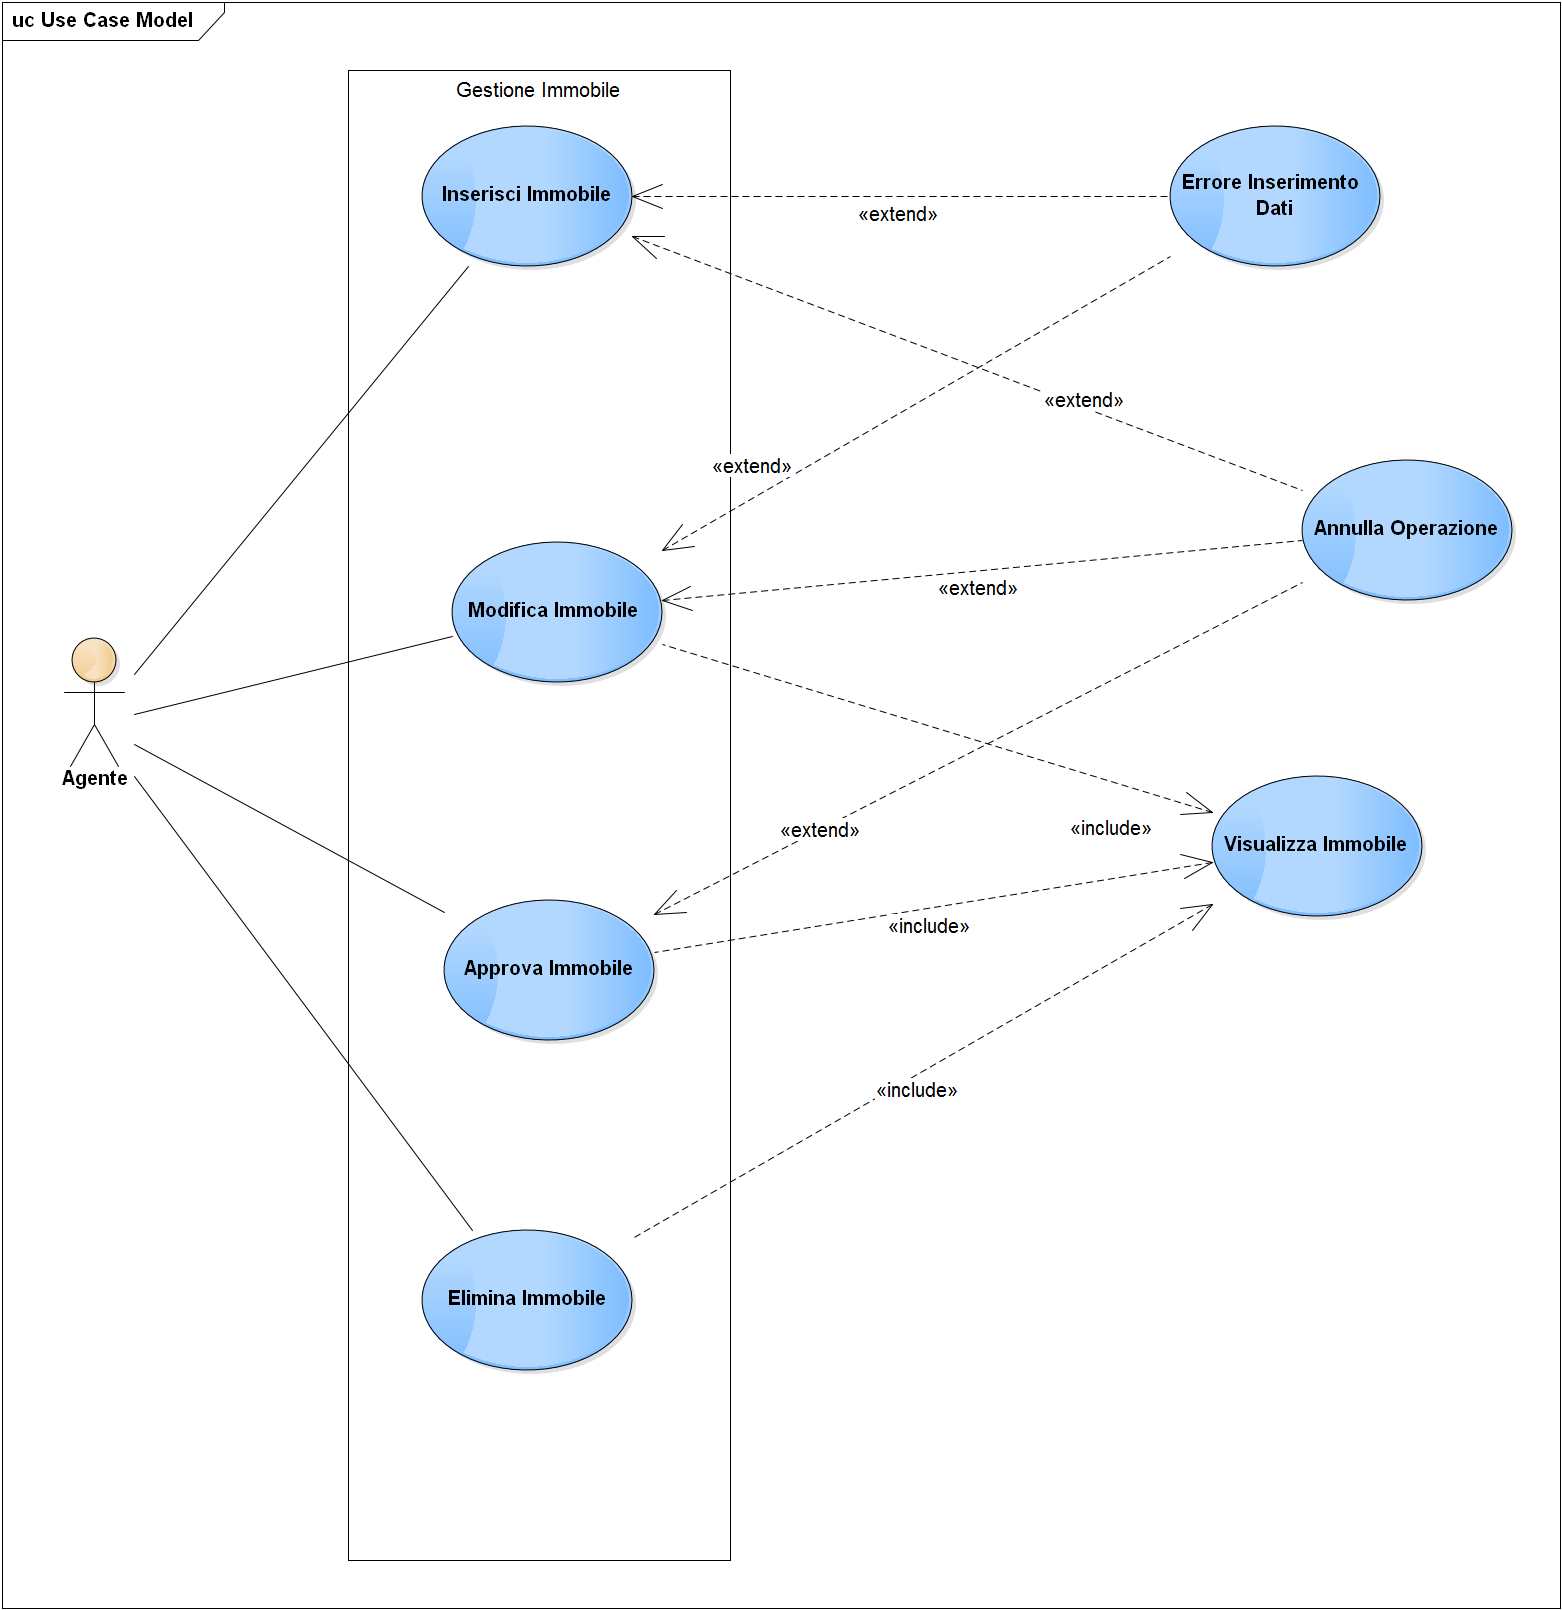 uc Use Case Model
Gestione Immobile
Inserisci Immobile
Errore Inserimento
Dati
«extend»
«extend»
«extend»
Annulla Operazione
«extend»
Modifica Immobile
Agente
«extend»
«include»
Visualizza Immobile
«include»
Approva Immobile
«include»
Elimina Immobile